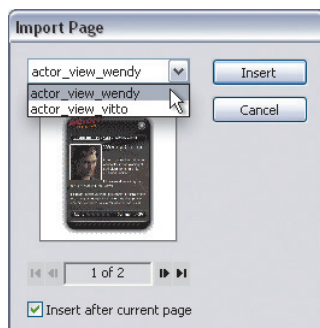 Import Page
actor_view_wendy
Insert
actor_view_wendy
actor_view_vitto
Cancel
1 of 2
Insert after current page